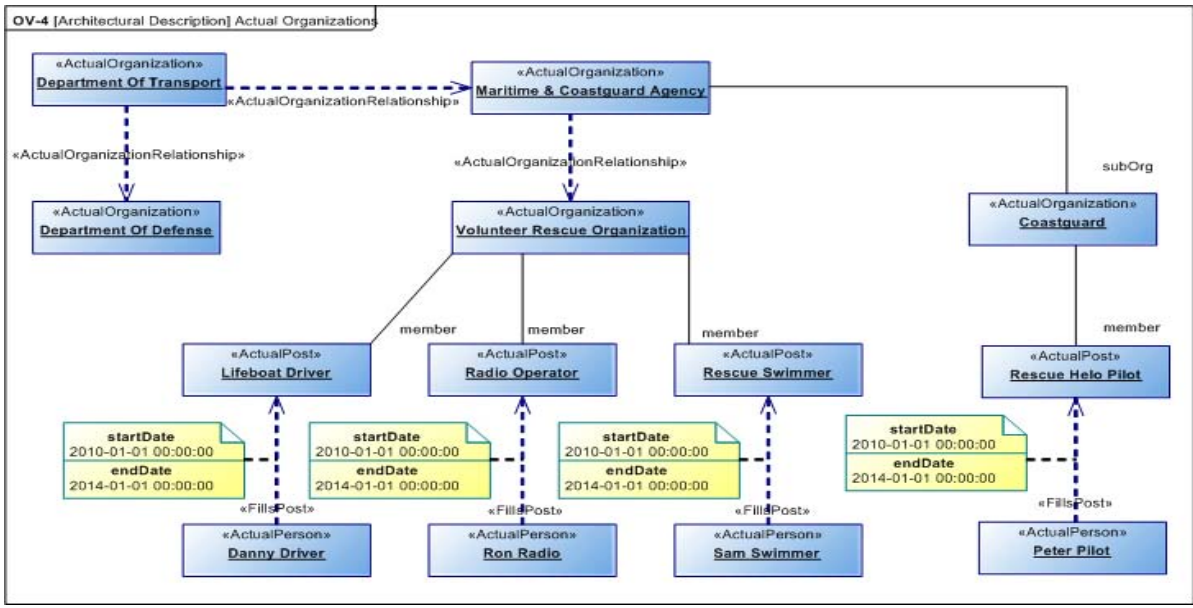 OV-4 [Architectural Description] Actual Organizations
«ActualOrganization»
Department Of Transport
«ActualOrganization»
Maritime & Coastguard Agency
«ActualOrganizationRelationship»
«ActualOrganizationRelationship»
«ActualOrganizationRelationship»
subOrg
«ActualOrganization»
Department Of Defense
«ActualOrganization»
Volunteer Rescue Organization
«ActualOrganization»
Coastguard
member
member
member
member
«ActualPost»
Lifeboat Driver
«ActualPost»
Radio Operator
«ActualPost»
Rescue Swimmer
«ActualPost»
Rescue Helo Pilot
startDate
2010-01-01 00:00:00
endDate
2014-01-01 00:00:00
startDate
2010-01-01 00:00:00
endDate
2014-01-01 00:00:00
startDate
2010-01-01 00:00:00
endDate
2014-01-01 00:00:00
startDate
2010-01-01 00:00:00
endDate
2014-01-01 00:00:00
«FillsPost»
«FillsPost»
«FillsPost»
«FillsPost»
«ActualPerson»
Danny Driver
«ActualPerson»
Ron Radio
«ActualPerson»
Sam Swimmer
«ActualPerson»
Peter Pilot